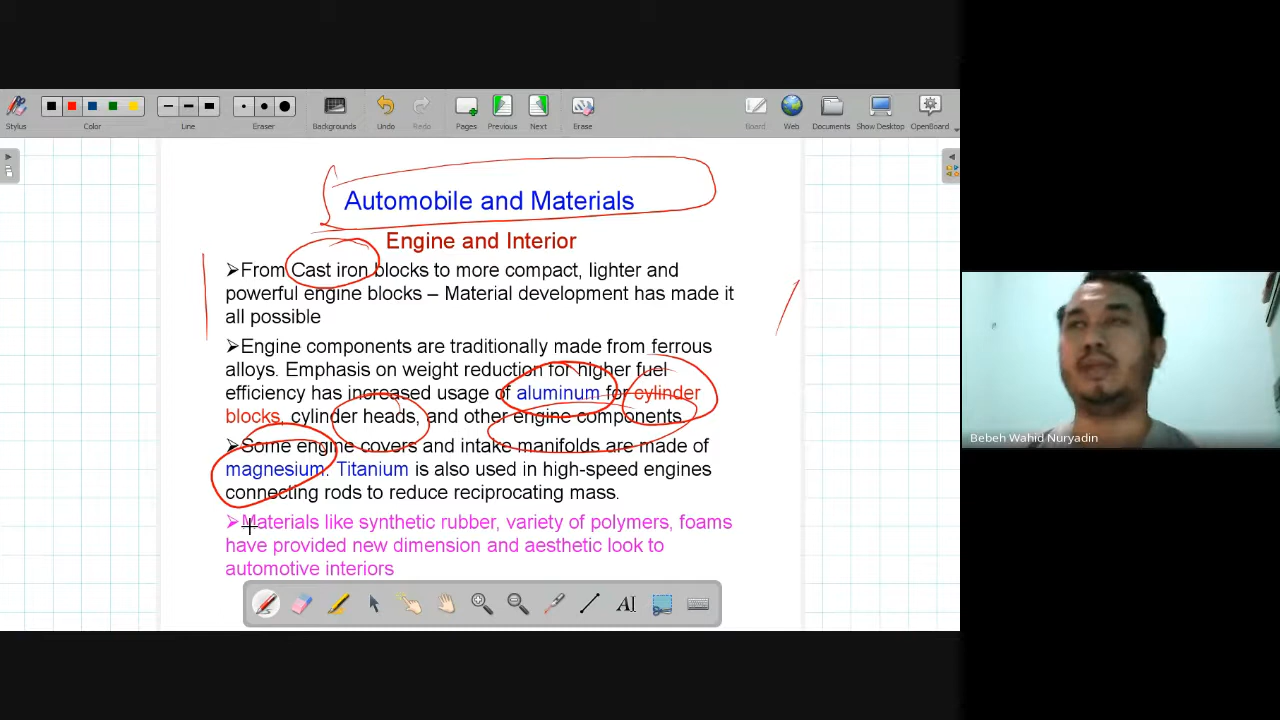 Stylus
Color
Line
Eraser
Backgrounds
Undo
Redo
Pages
Previous
Next
Erase
Board
Web
Documents
Show Desktop
OpenBoard
Automobile and Materials
Engine and Interior
➢From Cast iron blocks to more compact, lighter and
powerful engine blocks – Material development has made it
all possible
➢Engine components are traditionally made from ferrous
alloys. Emphasis on weight reduction for higher fuel
efficiency has increased usage of aluminum for cylinder
blocks, cylinder heads, and other engine components.
➢Some engine covers and intake manifolds are made of
magnesium. Titanium is also used in high-speed engines
connecting rods to reduce reciprocating mass.
➢Materials like synthetic rubber, variety of polymers, foams
have provided new dimension and aesthetic look to
automotive interiors
AI
Bebeh Wahid Nuryadin